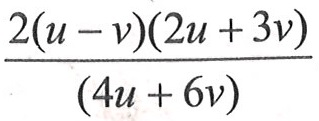 2(u – v)(2u + 3v)
(4u + 6v)